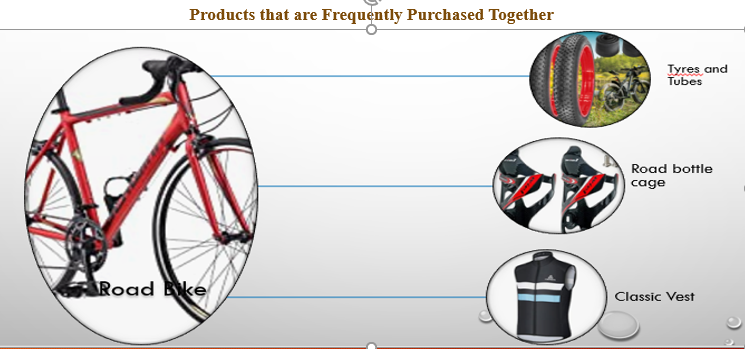 Products that are Frequently Purchased Together
Tyres and
Tubes
Road bottle
cage
Road Bike
Classic Vest